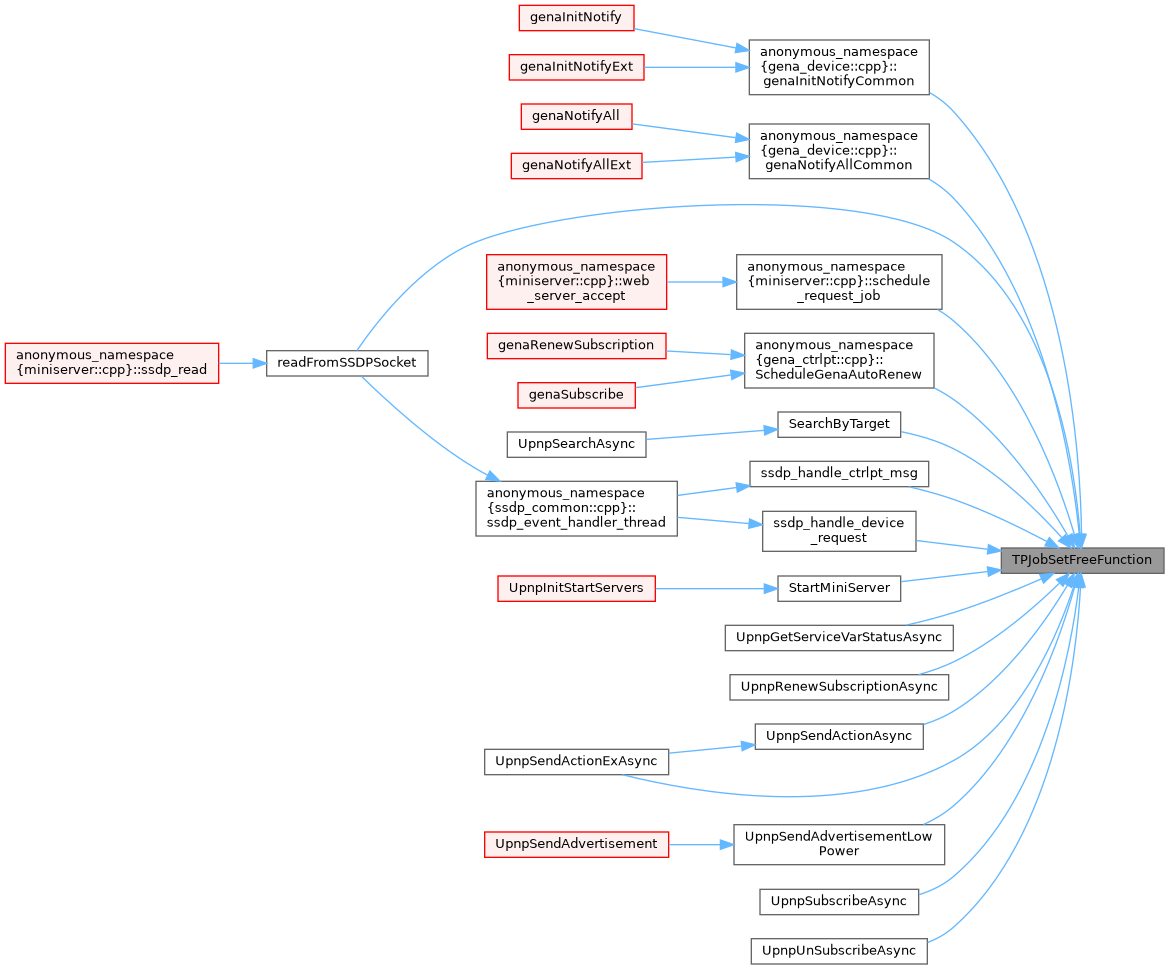 genaInitNotify
anonymous_namespace
{gena_device::cpp}::
genaInitNotifyCommon
genaInitNotifyExt
genaNotifyAll
anonymous_namespace
{gena_device::cpp}::
genaNotifyAllCommon
genaNotifyAllExt
anonymous_namespace
{miniserver::cpp}::web
_server_accept
anonymous_namespace
{miniserver::cpp}::schedule
_request_job
anonymous_namespace
{miniserver::cpp}::ssdp_read
readFromSSDPSocket
genaRenewSubscription
anonymous_namespace
{gena_ctrlpt::cpp}::
ScheduleGenaAutoRenew
genaSubscribe
UpnpSearchAsync
SearchByTarget
anonymous_namespace
{ssdp_common::cpp}::
ssdp_event_handler_thread
ssdp_handle_ctrlpt_msg
ssdp_handle_device
_request
TPJobSetFreeFunction
UpnpInitStartServers
StartMiniServer
UpnpGetServiceVarStatusAsync
UpnpRenewSubscriptionAsync
UpnpSendActionAsync
UpnpSendActionExAsync
UpnpSendAdvertisement
UpnpSendAdvertisementLow
Power
UpnpSubscribeAsync
UpnpUnSubscribeAsync